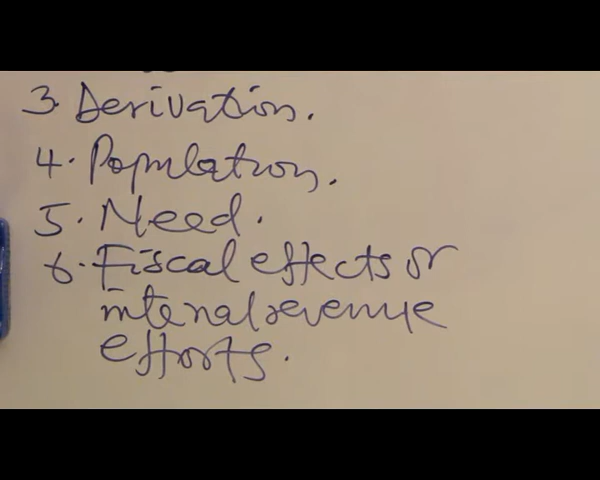 3. Derivation.
4. Population.
5. Need.
6. Fiscal effects or
internal revenue
efforts.